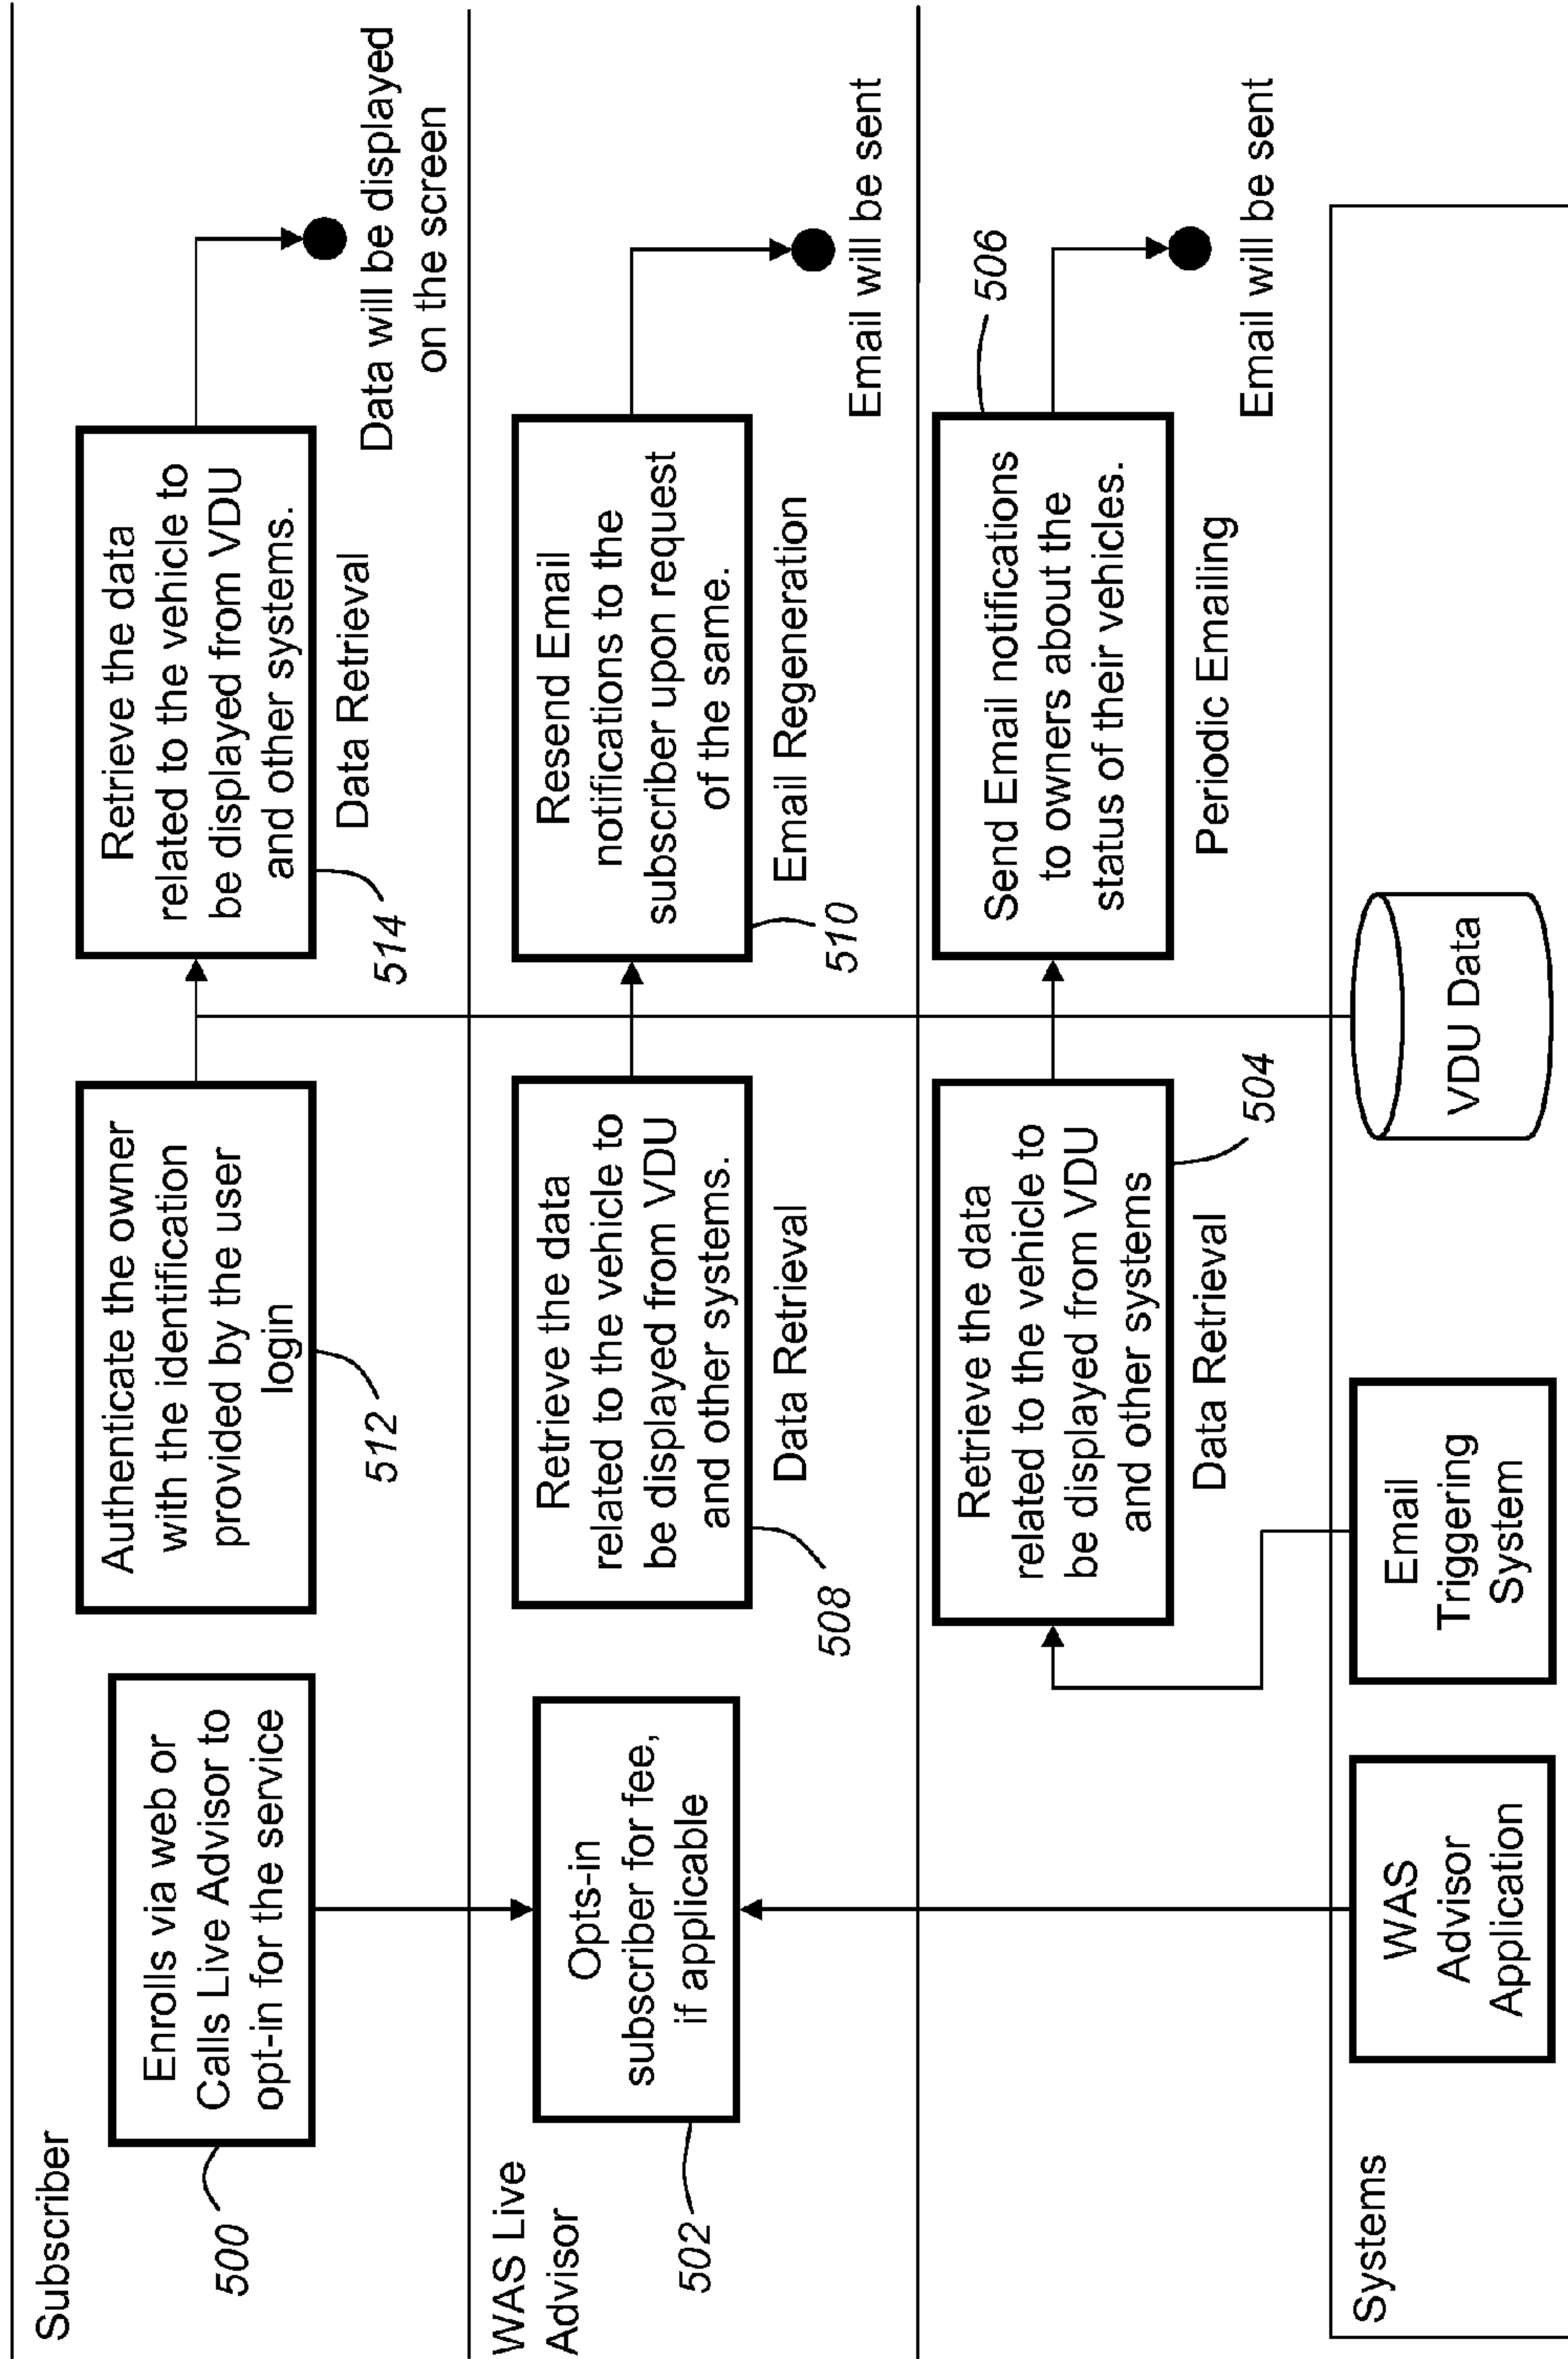 Subscriber
500
Enrolls via web or
Calls Live Advisor to
opt-in for the service
Authenticate the owner
with the identification
provided by the user
login
512
Retrieve the data
related to the vehicle to
be displayed from VDU
and other systems.
514
Data Retrieval
Data will be displayed
on the screen
WAS Live
Advisor
502
Opts-in
subscriber for fee,
if applicable
Retrieve the data
related to the vehicle to
be displayed from VDU
and other systems.
508
Data Retrieval
Resend Email
notifications to the
subscriber upon request
of the same.
510
Email Regeneration
Email will be sent
Retrieve the data
related to the vehicle to
be displayed from VDU
and other systems
504
Data Retrieval
506
Send Email notifications
to owners about the
status of their vehicles.
Periodic Emailing
Email will be sent
Systems
WAS
Advisor
Application
Email
Triggering
System
VDU Data